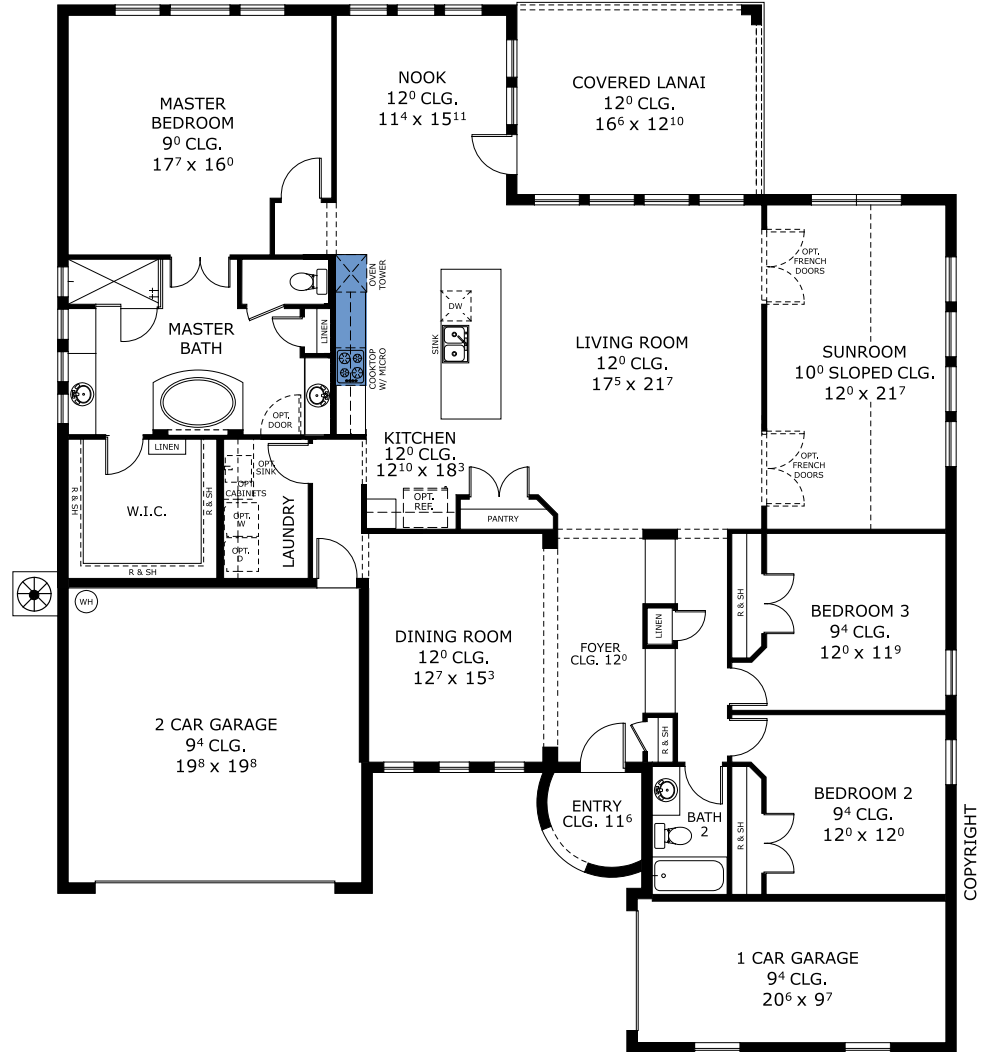 NOOK
12⁰ CLG.
11⁴ x 15¹¹
COVERED LANAI
12⁰ CLG.
16⁶ x 12¹⁰
MASTER
BEDROOM
9⁰ CLG.
17⁷ x 16⁰
OVEN
TOWER
OPT.
FRENCH
DOORS
DW
SINK
LINEN
MASTER
BATH
COOKTOP
W/ MICRO
LIVING ROOM
12⁰ CLG.
17⁵ x 21⁷
SUNROOM
10⁰ SLOPED CLG.
12⁰ x 21⁷
OPT.
DOOR
KITCHEN
12⁰ CLG.
12¹⁰ x 18³
OPT.
FRENCH
DOORS
LINEN
OPT.
SINK
OPT
CABINETS
OPT.
W
OPT.
D
LAUNDRY
R & SH
W.I.C.
R & SH
R & SH
OPT.
REF.
PANTRY
WH
DINING ROOM
12⁰ CLG.
12⁷ x 15³
FOYER
CLG. 12⁰
LINEN
R & SH
BEDROOM 3
9⁴ CLG.
12⁰ x 11⁹
2 CAR GARAGE
9⁴ CLG.
19⁸ x 19⁸
R & SH
ENTRY
CLG. 11⁶
BATH
2
R & SH
BEDROOM 2
9⁴ CLG.
12⁰ x 12⁰
COPYRIGHT
1 CAR GARAGE
9⁴ CLG.
20⁶ x 9⁷